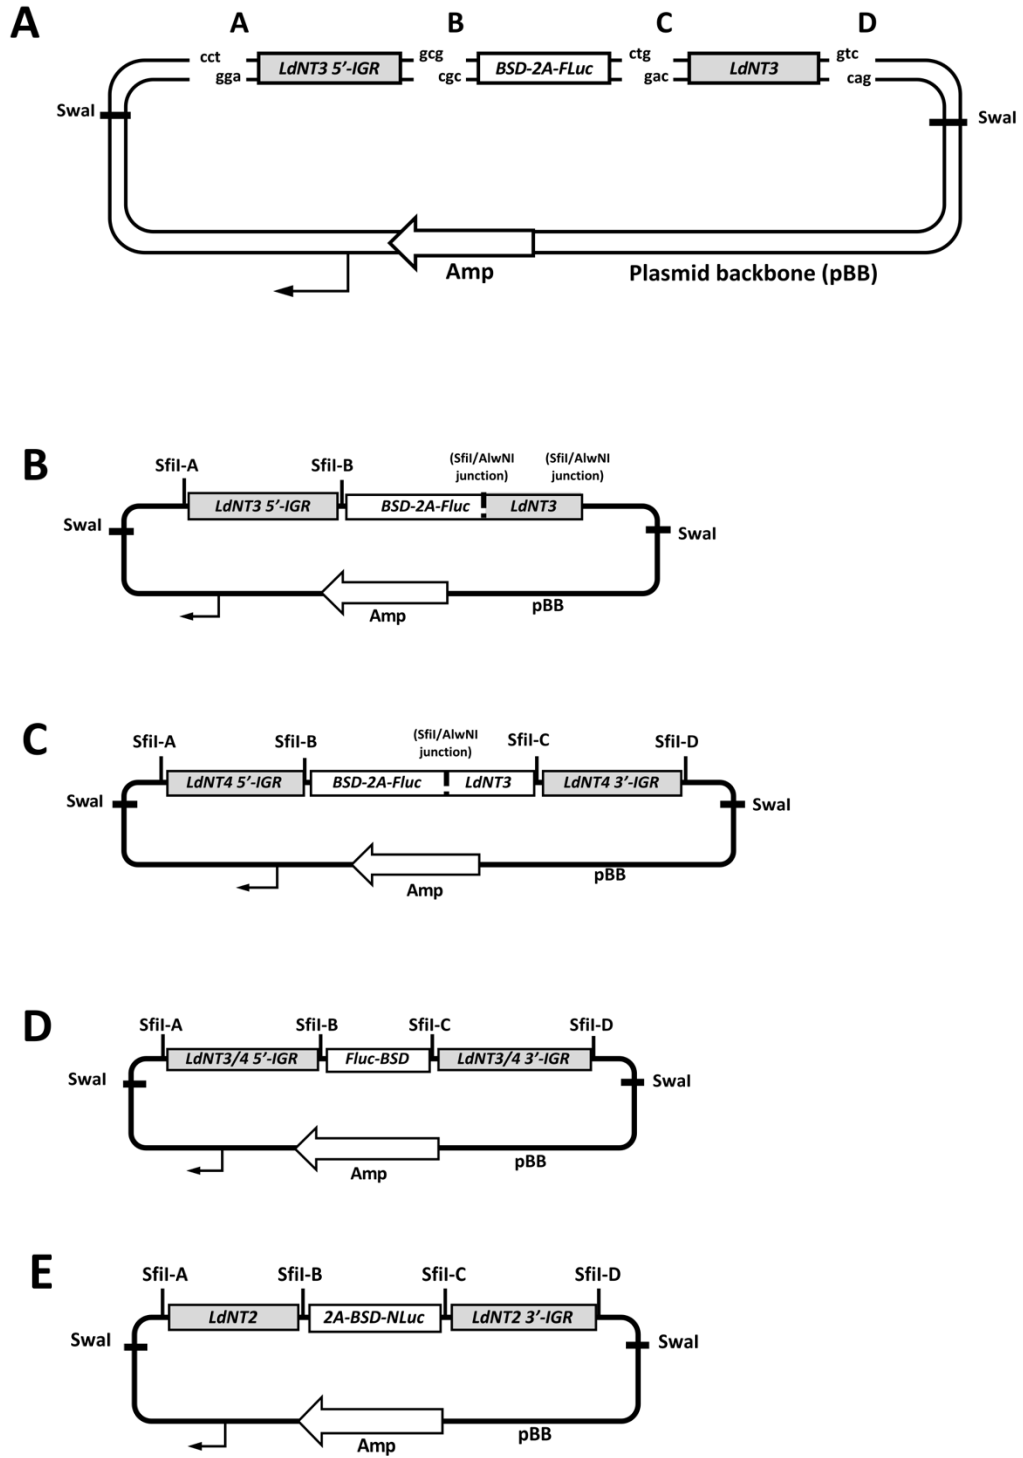 A
A B C D
cct LdNT3 5’-IGR gcg BSD-2A-FLuc ctg LdNT3 gtc
gga cgc gac cag
SwaI SwaI
Amp Plasmid backbone (pBB)
B
SfiI-A SfiI-B (SfiI/AlwNI junction) (SfiI/AlwNI junction)
LdNT3 5’-IGR BSD-2A-Fluc LdNT3
SwaI SwaI
Amp pBB
C
SfiI-A SfiI-B (SfiI/AlwNI junction) SfiI-C SfiI-D
LdNT4 5’-IGR BSD-2A-Fluc LdNT3 LdNT4 3’-IGR
SwaI SwaI
Amp pBB
D
SfiI-A SfiI-B SfiI-C SfiI-D
LdNT3/4 5’-IGR Fluc-BSD LdNT3/4 3’-IGR
SwaI SwaI
Amp pBB
E
SfiI-A SfiI-B SfiI-C SfiI-D
LdNT2 2A-BSD-NLuc LdNT2 3’-IGR
SwaI SwaI
Amp pBB